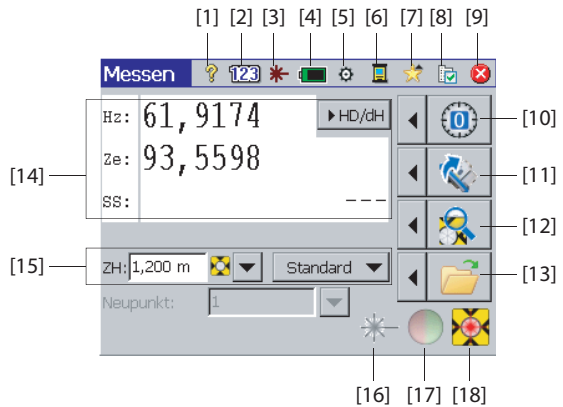 [1] [2] [3] [4] [5] [6] [7] [8] [9]
Messen ? 123
Hz: 61,9174 HD/dH
0 [10]
Ze: 93,5598
[11]
[14]
SS: ---
[12]
[15] ZH: 1,200 m Standard [13]
Neupunkt: 1
[16] [17] [18]